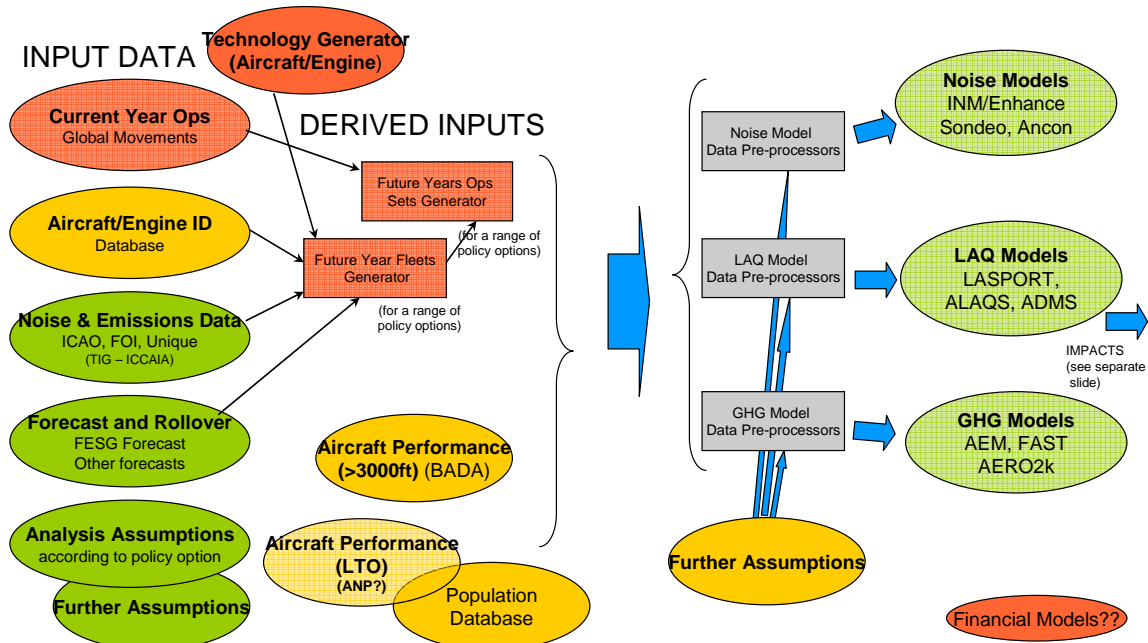 INPUT DATA
Technology Generator
(Aircraft/Engine)
Current Year Ops
Global Movements
DERIVED INPUTS
Future Years Ops
Sets Generator
(for a range of
policy options)
Aircraft/Engine ID
Database
Future Year Fleets
Generator
(for a range of
policy options)
Noise & Emissions Data
ICAO, FOI, Unique
(TIG – ICCAIA)
Forecast and Rollover
FESG Forecast
Other forecasts
Aircraft Performance
(>3000ft) (BADA)
Analysis Assumptions
according to policy option
Further Assumptions
Aircraft Performance
(LTO)
(ANP?)
Population
Database
Noise Model
Data Pre-processors
LAQ Model
Data Pre-processors
GHG Model
Data Pre-processors
Further Assumptions
Noise Models
INM/Enhance
Sondeo, Ancon
LAQ Models
LASPORT,
ALAQS, ADMS
IMPACTS
(see separate
slide)
GHG Models
AEM, FAST
AERO2k
Financial Models??